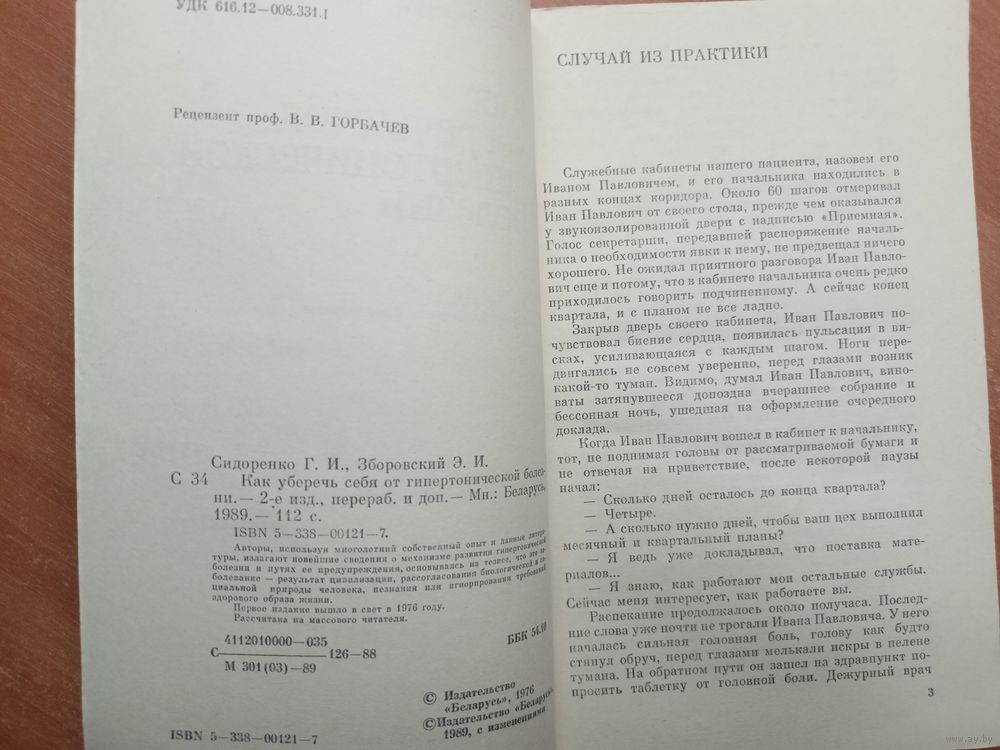 УДК 616.12—008.331.1
Рецензент проф. В. В. ГОРБАЧЕВ
Сидоренко Г. И., Зборовский Э. И.
С 34 Как уберечь себя от гипертонической болез-
ни.— 2-е изд., перераб. и доп.— Мн.: Беларусь,
1989.— 112 с.
ISBN 5—338—00121—7.
Авторы, используя многолетний собственный опыт и данные литера-
туры, излагают новейшие сведения о механизме развития гипертонической
болезни и путях ее предупреждения, основываясь на тезисе, что это за-
болевание — результат цивилизации, рассогласования биологической и со-
циальной природы человека, незнания или игнорирования требований
здорового образа жизни.
Первое издание вышло в свет в 1976 году.
Рассчитана на массового читателя.
4112010000—035
С——————126—88
М 301(03)—89
ББК 54.10
© Издательство
«Беларусь», 1976
©Издательство «Беларусь»,
1989, с изменениями
ISBN 5—338—00121—7
СЛУЧАЙ ИЗ ПРАКТИКИ
Служебные кабинеты нашего пациента, назовем его
Иваном Павловичем, и его начальника находились в
разных концах коридора. Около 60 шагов отмеривал
Иван Павлович от своего стола, прежде чем оказывался
у звукоизолированной двери с надписью «Приемная».
Голос секретарши, передавшей распоряжение началь-
ника о необходимости явки к нему, не предвещал ничего
хорошего. Не ожидал приятного разговора Иван Павло-
вич еще и потому, что в кабинете начальника очень редко
приходилось говорить подчиненному. А сейчас конец
квартала, и с планом не все ладно.
Закрыв дверь своего кабинета, Иван Павлович по-
чувствовал биение сердца, появилась пульсация в ви-
сках, усиливающаяся с каждым шагом. Ноги пере-
двигались не совсем уверенно, перед глазами возник
какой-то туман. Видимо, думал Иван Павлович, вино-
ваты затянувшееся допоздна вчерашнее собрание и
бессонная ночь, ушедшая на оформление очередного
доклада.
Когда Иван Павлович вошел в кабинет к начальнику,
тот, не поднимая головы от рассматриваемой бумаги и
не отвечая на приветствие, после некоторой паузы
начал:
— Сколько дней осталось до конца квартала?
— Четыре.
— А сколько нужно дней, чтобы ваш цех выполнил
месячный и квартальный планы?
— Я ведь уже докладывал, что поставка мате-
риалов...
— Я знаю, как работают мои остальные службы.
Сейчас меня интересует, как работаете вы.
Распекание продолжалось около получаса. Послед-
ние слова уже почти не трогали Ивана Павловича. У него
началась сильная головная боль, голову как будто
стянул обруч, перед глазами мелькали искры в пелене
тумана. На обратном пути он зашел на здравпункт по-
просить таблетку от головной боли. Дежурный врач
3
www.ay.by